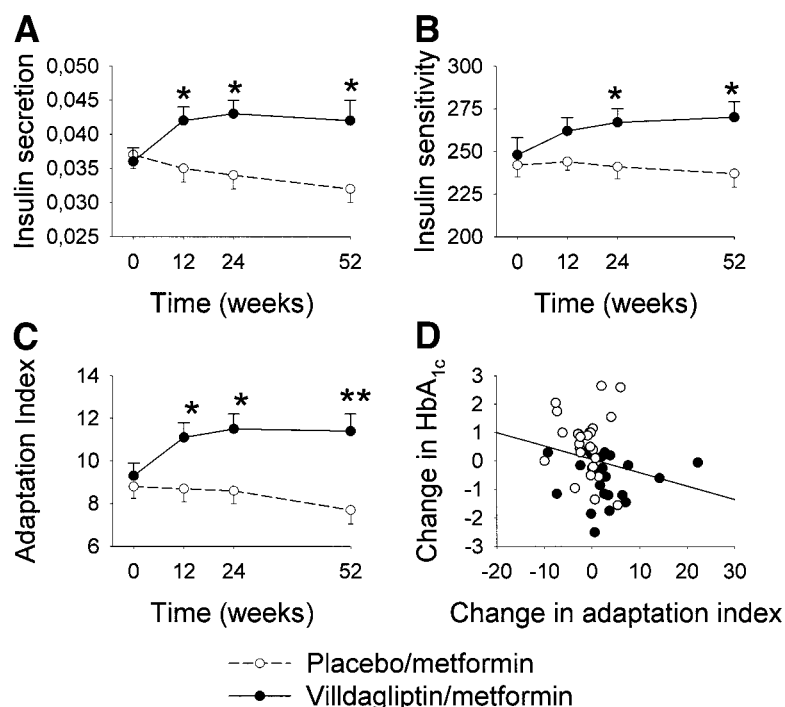 A
Insulin secretion
0,050
0,045
0,040
0,035
0,030
0,025
* * *
0 12 24 52
Time (weeks)
B
Insulin sensitivity
300
275
250
225
200
* *
0 12 24 52
Time (weeks)
C
Adaptation Index
14
12
10
8
6
* * **
0 12 24 52
Time (weeks)
D
Change in HbA1c
3
2
1
0
-1
-2
-3
-20 -10 0 10 20 30
Change in adaptation index
Placebo/metformin
Villdagliptin/metformin